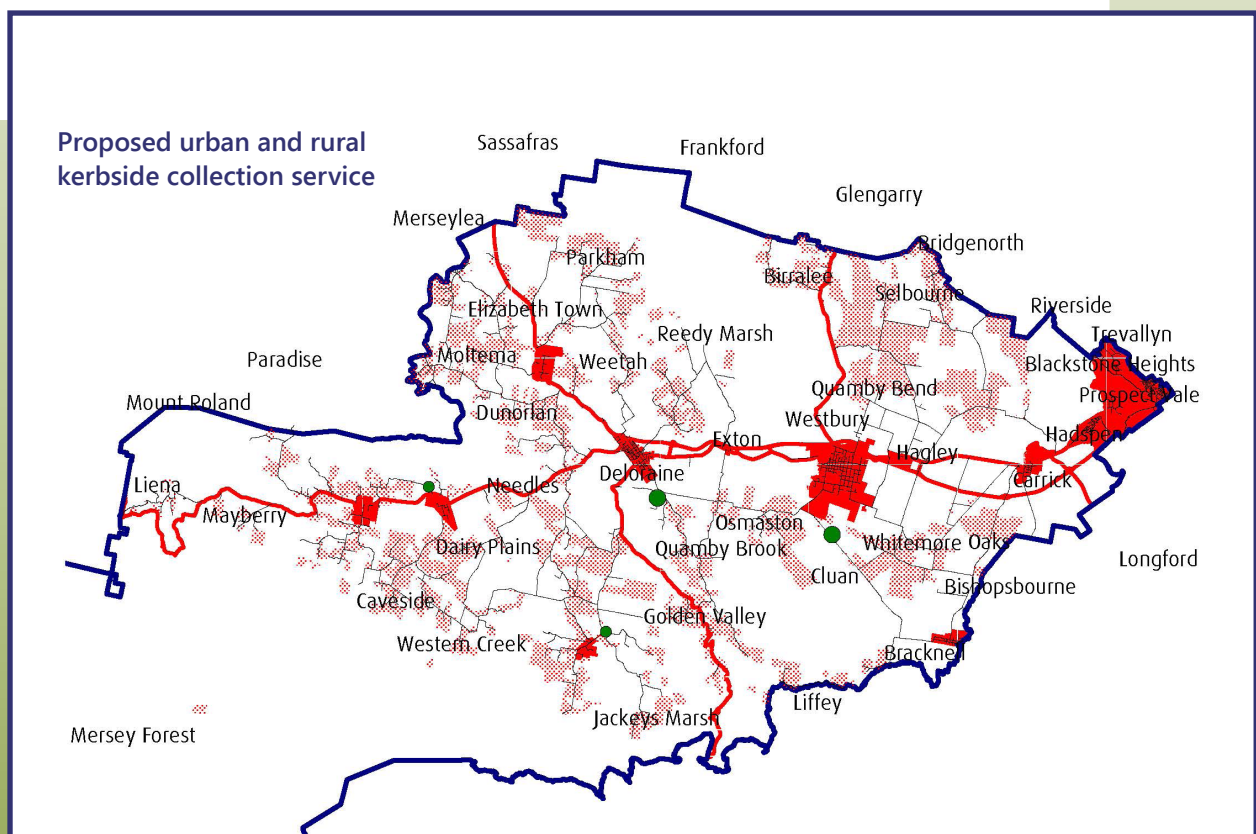 Proposed urban and rural
kerbside collection service
Sassafras
Frankford
Glengarry
Merseylea
Bridgenorth
Parkham
Birralee
Selbourne
Elizabeth Town
Riverside
Reedy Marsh
Trevallyn
Moltema
Paradise
Weetah
Blackstone Heights
Quamby Bend
Prospect Vale
Mount Roland
Dunorlan
Westbury
Hadspen
Exton
Hagley
Deloraine
Carrick
Liena
Needles
Mayberry
Osmaston
Dairy Plains
Quamby Brook
Whitemore Oaks
Longford
Cluan
Bishopsbourne
Caveside
Golden Valley
Western Creek
Bracknell
Liffey
Jackeys Marsh
Mersey Forest